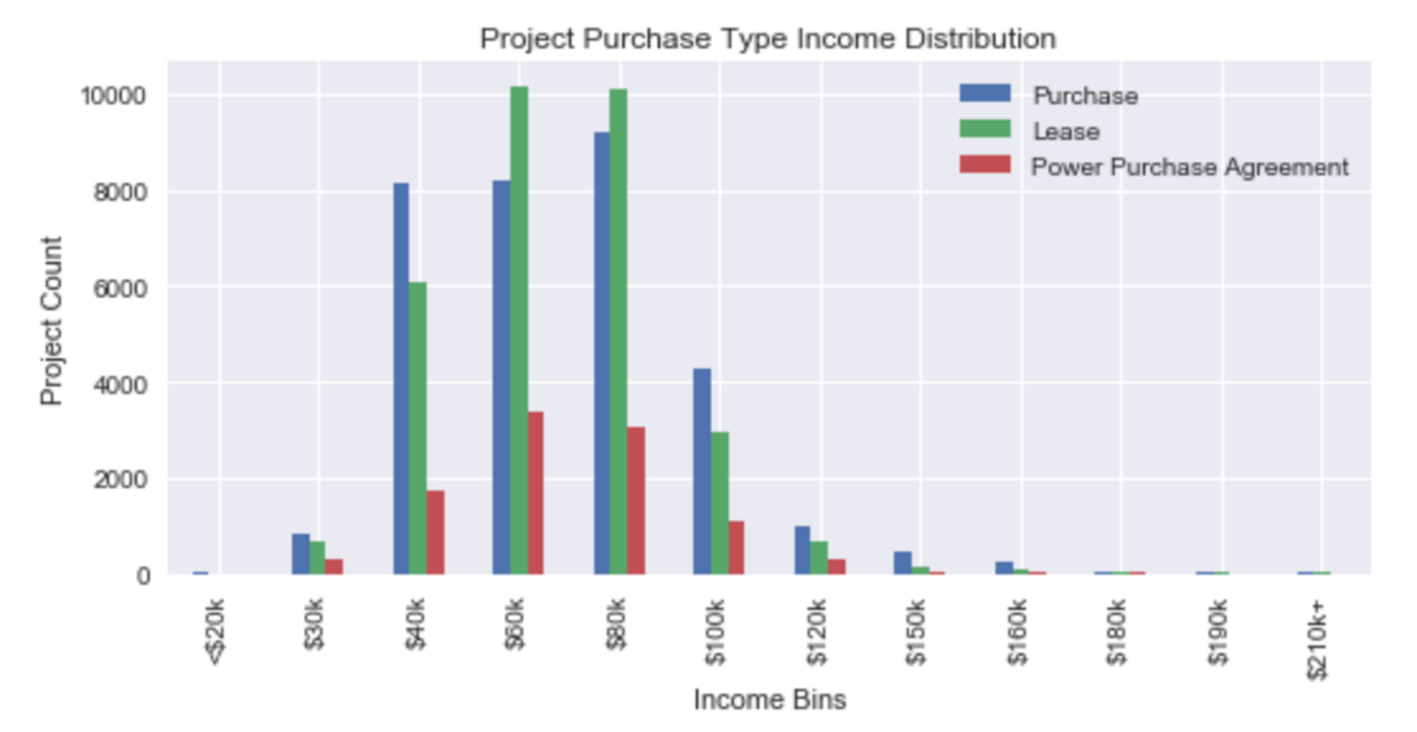 Project Purchase Type Income Distribution
Purchase
Lease
Power Purchase Agreement
Project Count
10000
8000
6000
4000
2000
0
<$20k
$30k
$40k
$60k
$80k
$100k
$120k
$150k
$160k
$180k
$190k
$210k+
Income Bins